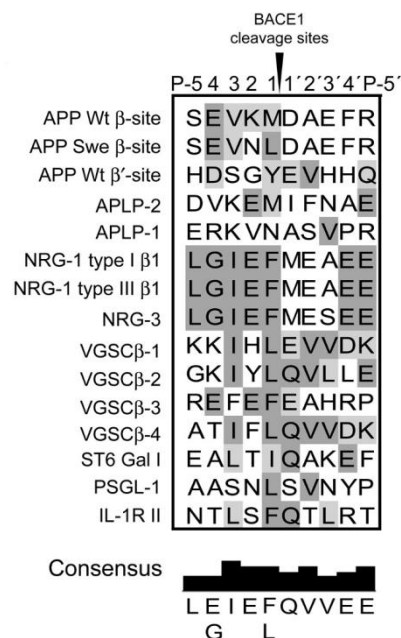 BACE1
cleavage sites
P-5 4 3 2 1 1′ 2′ 3′ 4′ P-5′
APP Wt β-site SEVKMDAEFR
APP Swe β-site SEVNLDAEFR
APP Wt β′-site HDSGYEVHHQ
APLP-2 DVKEMIFNAE
APLP-1 ERKVNASVPR
NRG-1 type I β1 LGIEFMEAEE
NRG-1 type III β1 LGIEFMEAEE
NRG-3 LGIEFMESEE
VGSCβ-1 KKIHLEVVDK
VGSCβ-2 GKIYLQVLLE
VGSCβ-3 REFEFEAHRP
VGSCβ-4 ATIFLQVVDK
ST6 Gal I EALTIQAKEF
PSGL-1 AASNLSVNYP
IL-1R II NTLSFQTLRT
Consensus
LEIEFQVVEE
G L